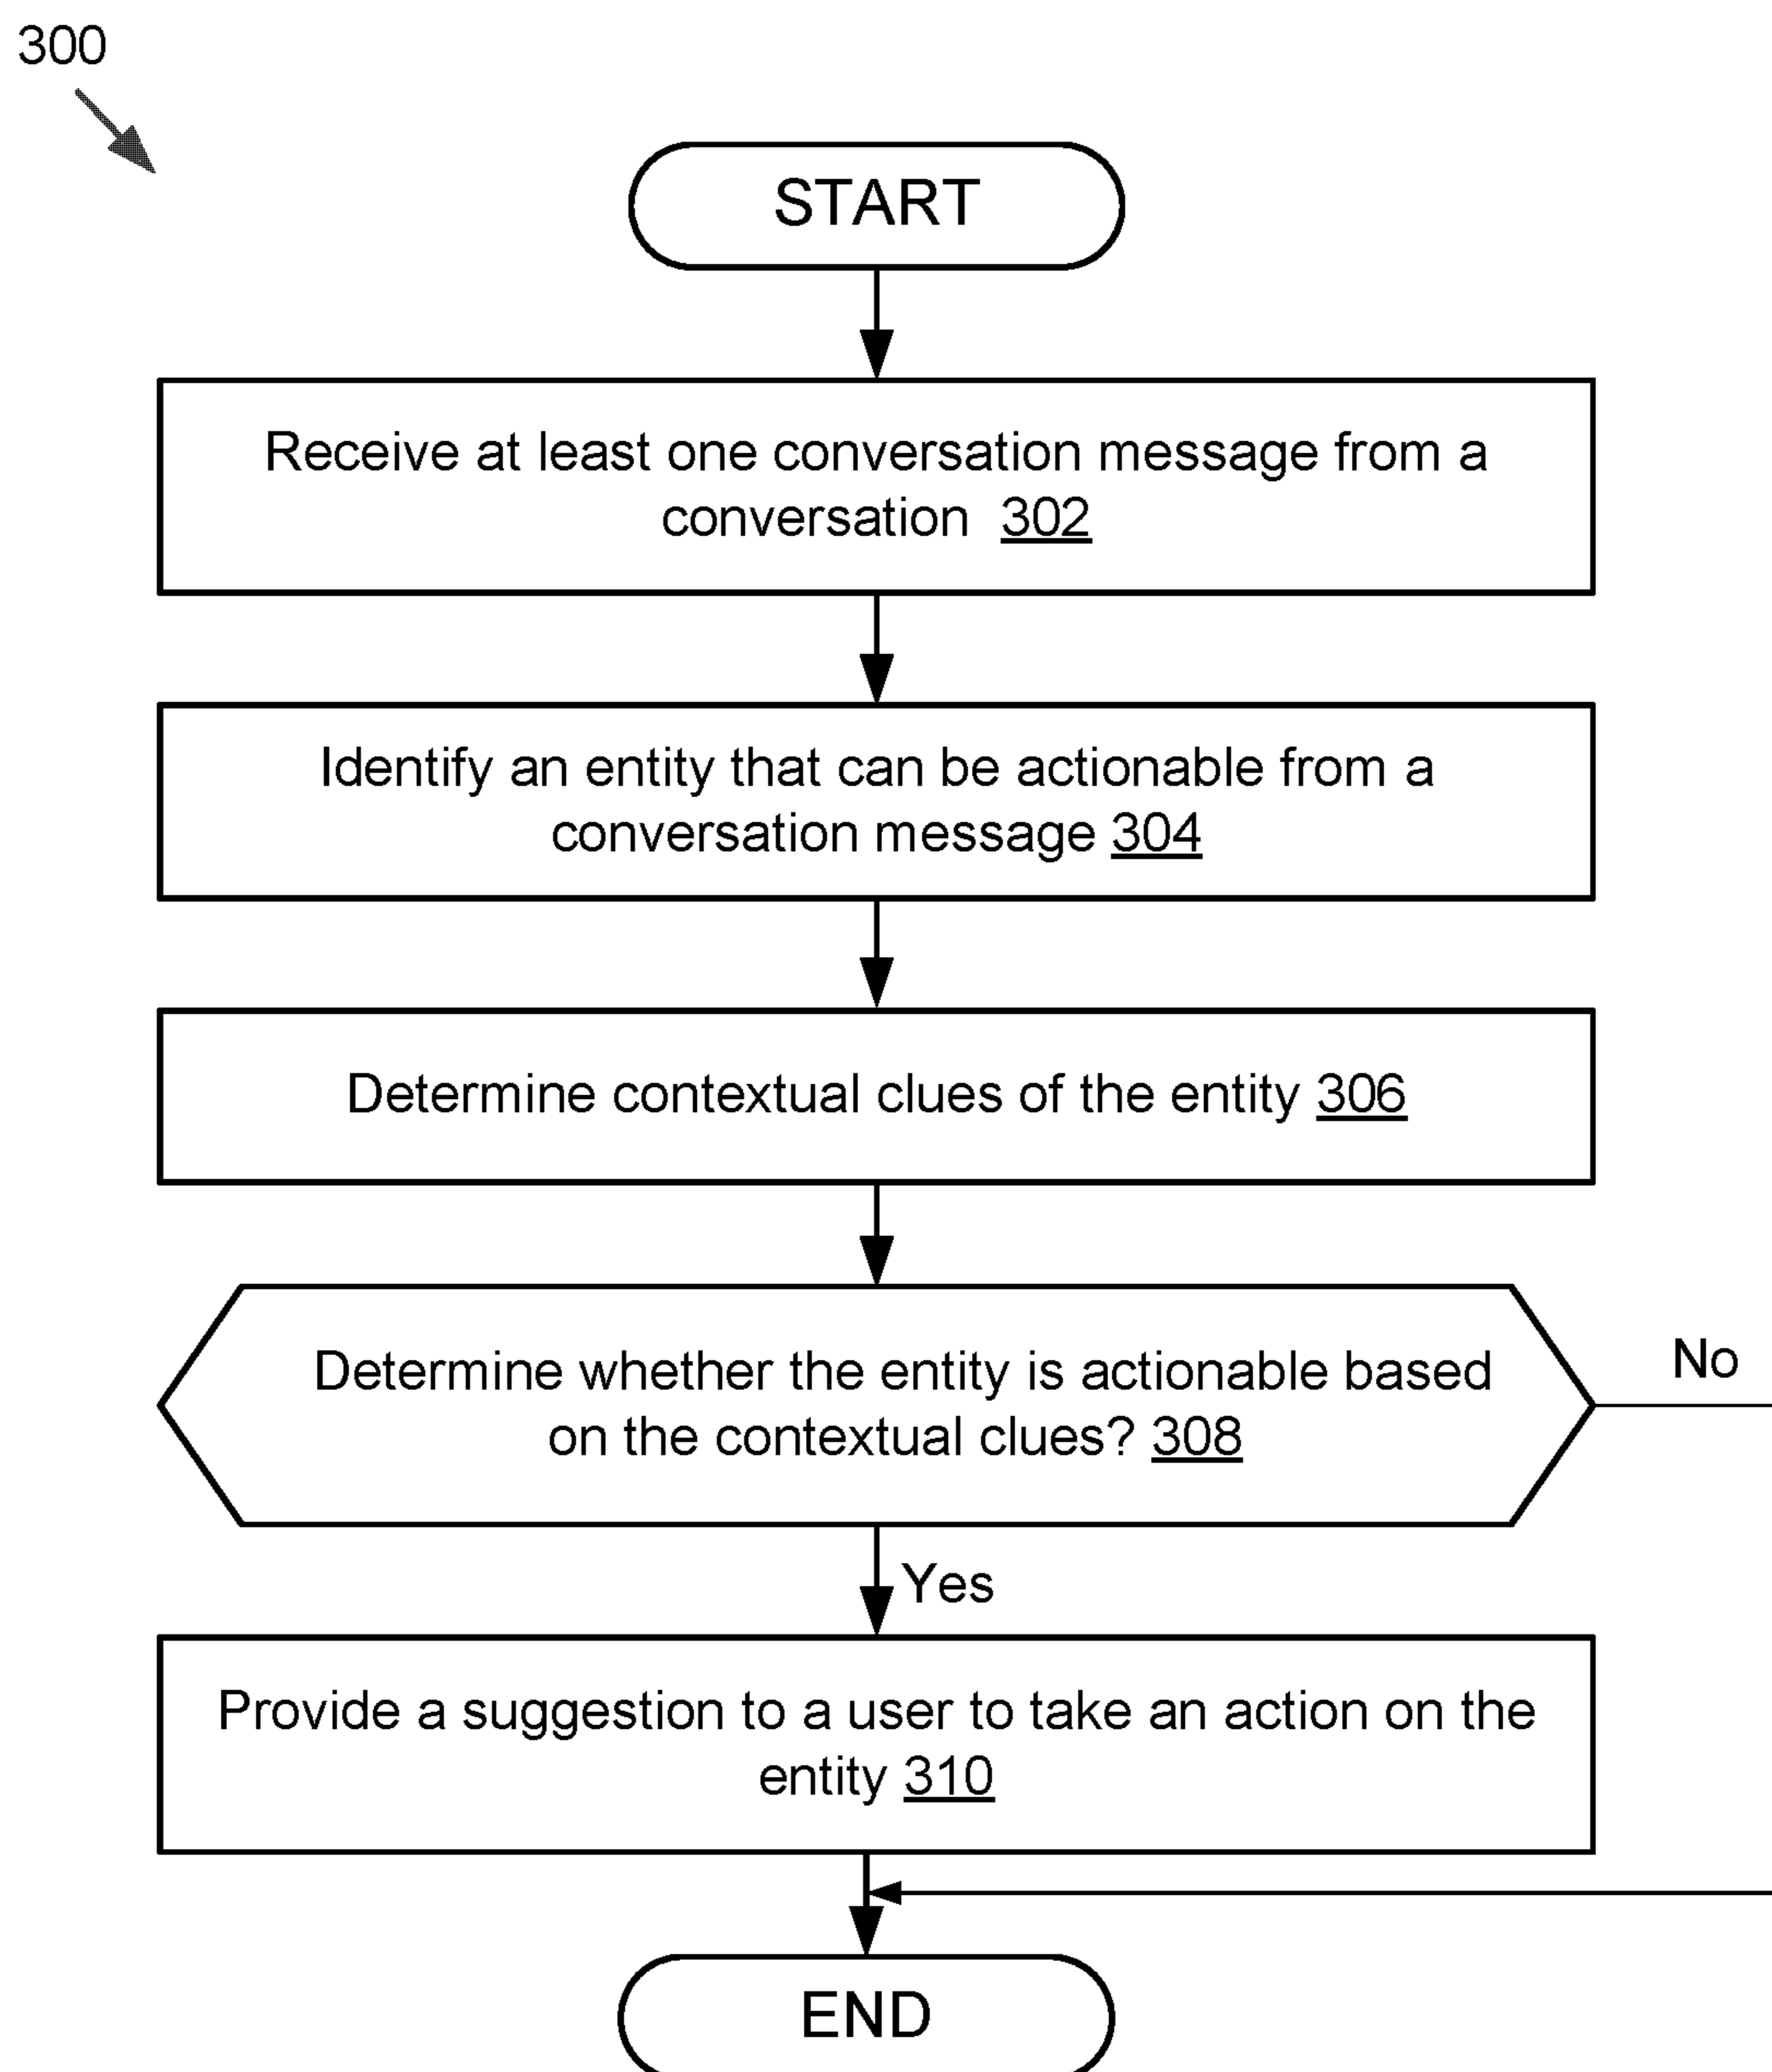 300
START
Receive at least one conversation message from a
conversation 302
Identify an entity that can be actionable from a
conversation message 304
Determine contextual clues of the entity 306
Determine whether the entity is actionable based
on the contextual clues? 308
No
Yes
Provide a suggestion to a user to take an action on the
entity 310
END